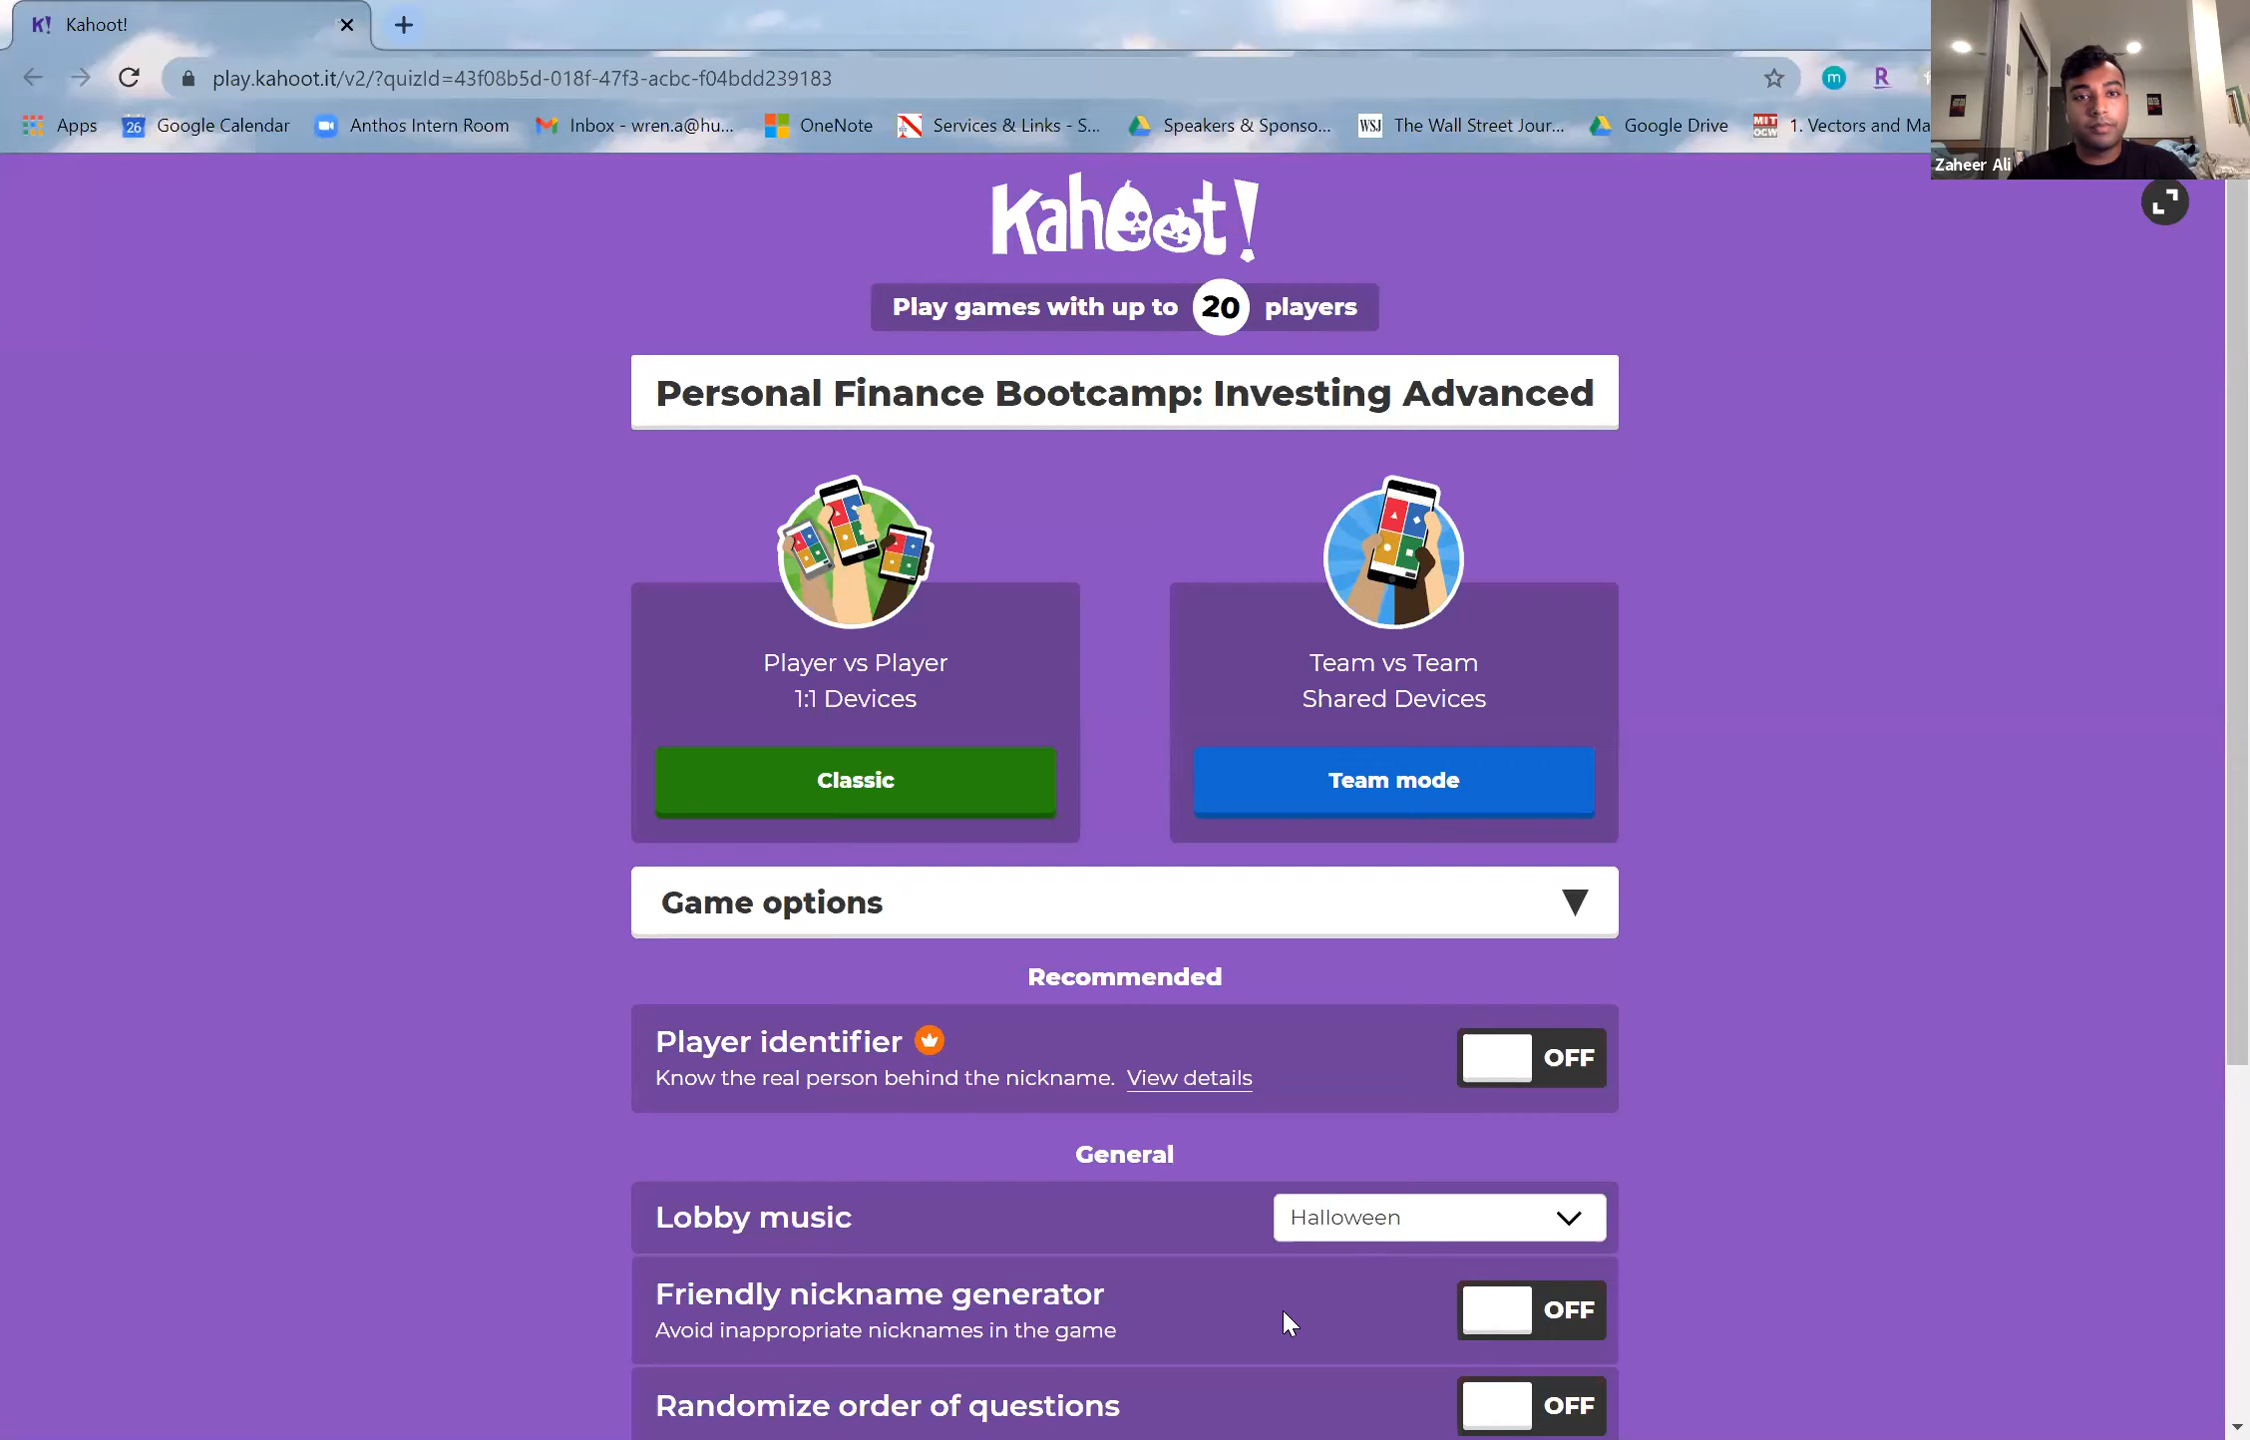 K! Kahoot!
play.kahoot.it/v2/?quizId=43f08b5d-018f-47f3-acbc-f04bdd239183
m R
Apps 26 Google Calendar Anthos Intern Room Inbox - wren.a@hu... OneNote Services & Links - S... Speakers & Sponso... WSJ The Wall Street Jour... Google Drive MIT OCW 1. Vectors and Ma
Zaheer Ali
Kahoot!
Play games with up to 20 players
Personal Finance Bootcamp: Investing Advanced
Player vs Player
1:1 Devices
Classic
Team vs Team
Shared Devices
Team mode
Game options
Recommended
Player identifier
Know the real person behind the nickname. View details
OFF
General
Lobby music
Halloween
Friendly nickname generator
Avoid inappropriate nicknames in the game
OFF
Randomize order of questions
OFF